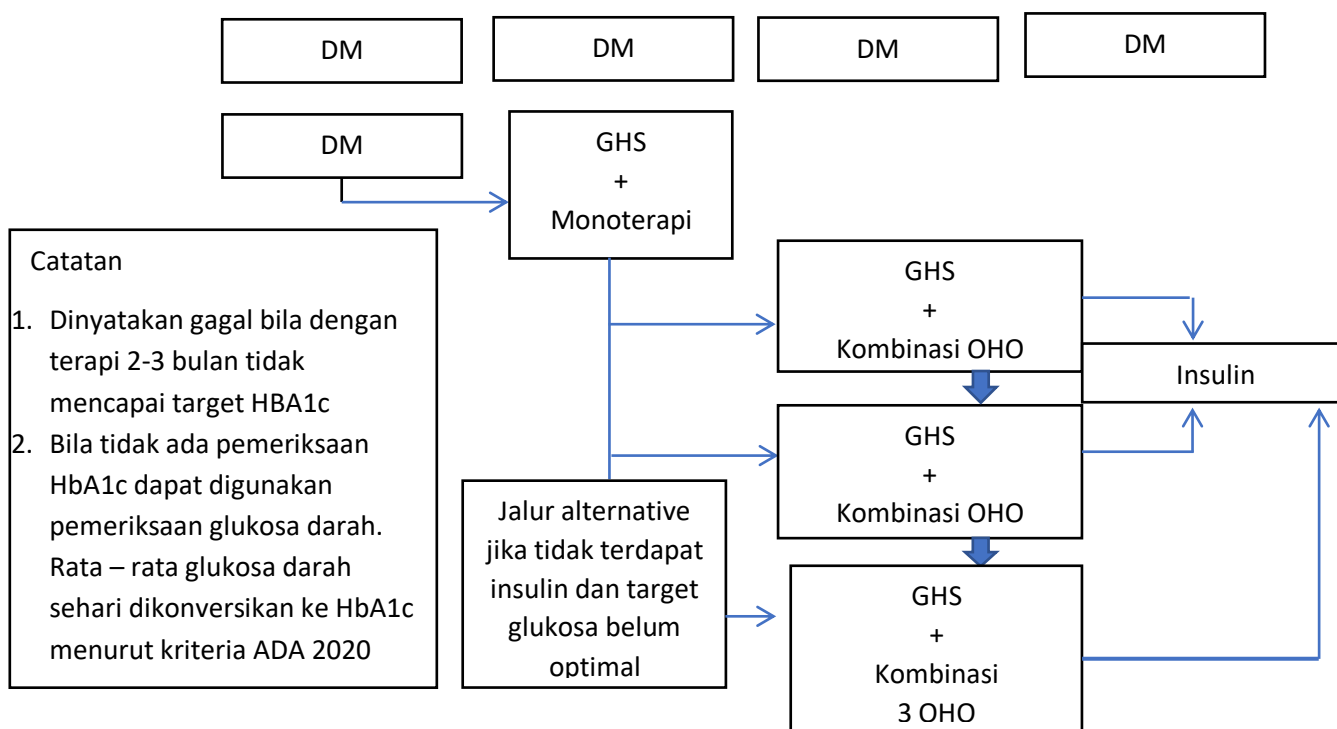 DM
DM
DM
DM
DM
GHS
+
Monoterapi
Catatan
1. Dinyatakan gagal bila dengan
terapi 2-3 bulan tidak
mencapai target HBA1c
2. Bila tidak ada pemeriksaan
HbA1c dapat digunakan
pemeriksaan glukosa darah.
Rata – rata glukosa darah
sehari dikonversikan ke HbA1c
menurut kriteria ADA 2020
GHS
+
Kombinasi OHO
Insulin
GHS
+
Kombinasi OHO
Jalur alternative
jika tidak terdapat
insulin dan target
glukosa belum
optimal
GHS
+
Kombinasi
3 OHO